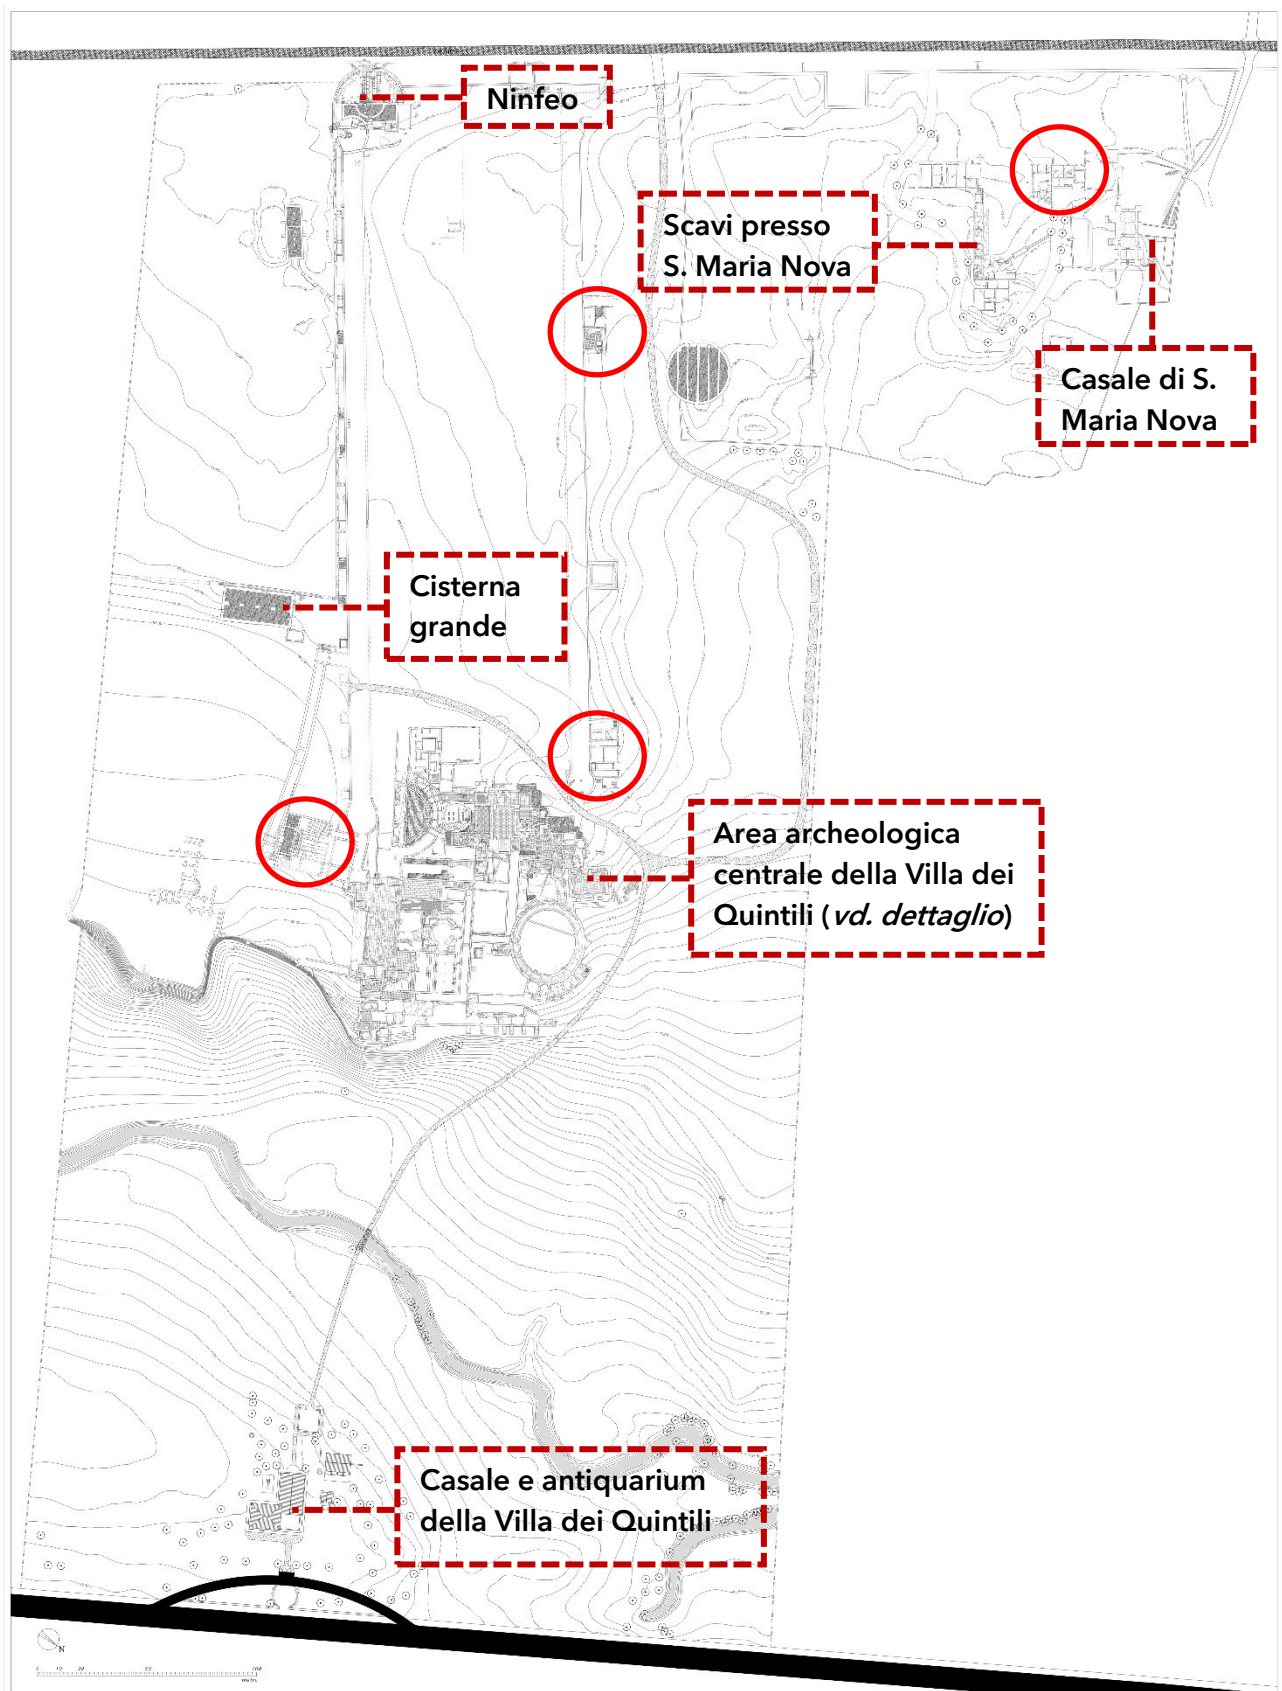 Ninfeo
Scavi presso
S. Maria Nova
Casale di S.
Maria Nova
Cisterna
grande
Area archeologica
centrale della Villa dei
Quintili (vd. dettaglio)
Casale e antiquarium
della Villa dei Quintili
N